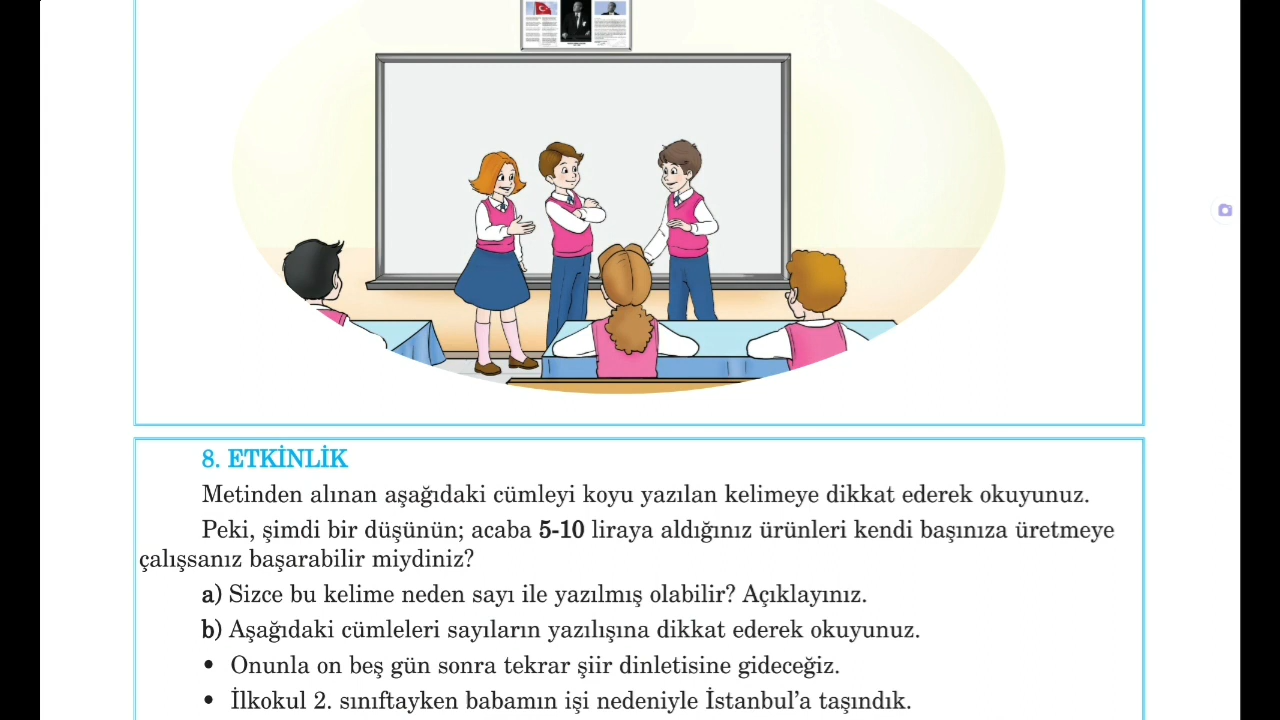 8. ETKİNLİK
Metinden alınan aşağıdaki cümleyi koyu yazılan kelimeye dikkat ederek okuyunuz.
Peki, şimdi bir düşünün; acaba 5-10 liraya aldığınız ürünleri kendi başınıza üretmeye
çalışsanız başarabilir miydiniz?
a) Sizce bu kelime neden sayı ile yazılmış olabilir? Açıklayınız.
b) Aşağıdaki cümleleri sayıların yazılışına dikkat ederek okuyunuz.
• Onunla on beş gün sonra tekrar şiir dinletisine gideceğiz.
• İlkokul 2. sınıftayken babamın işi nedeniyle İstanbul'a taşındık.